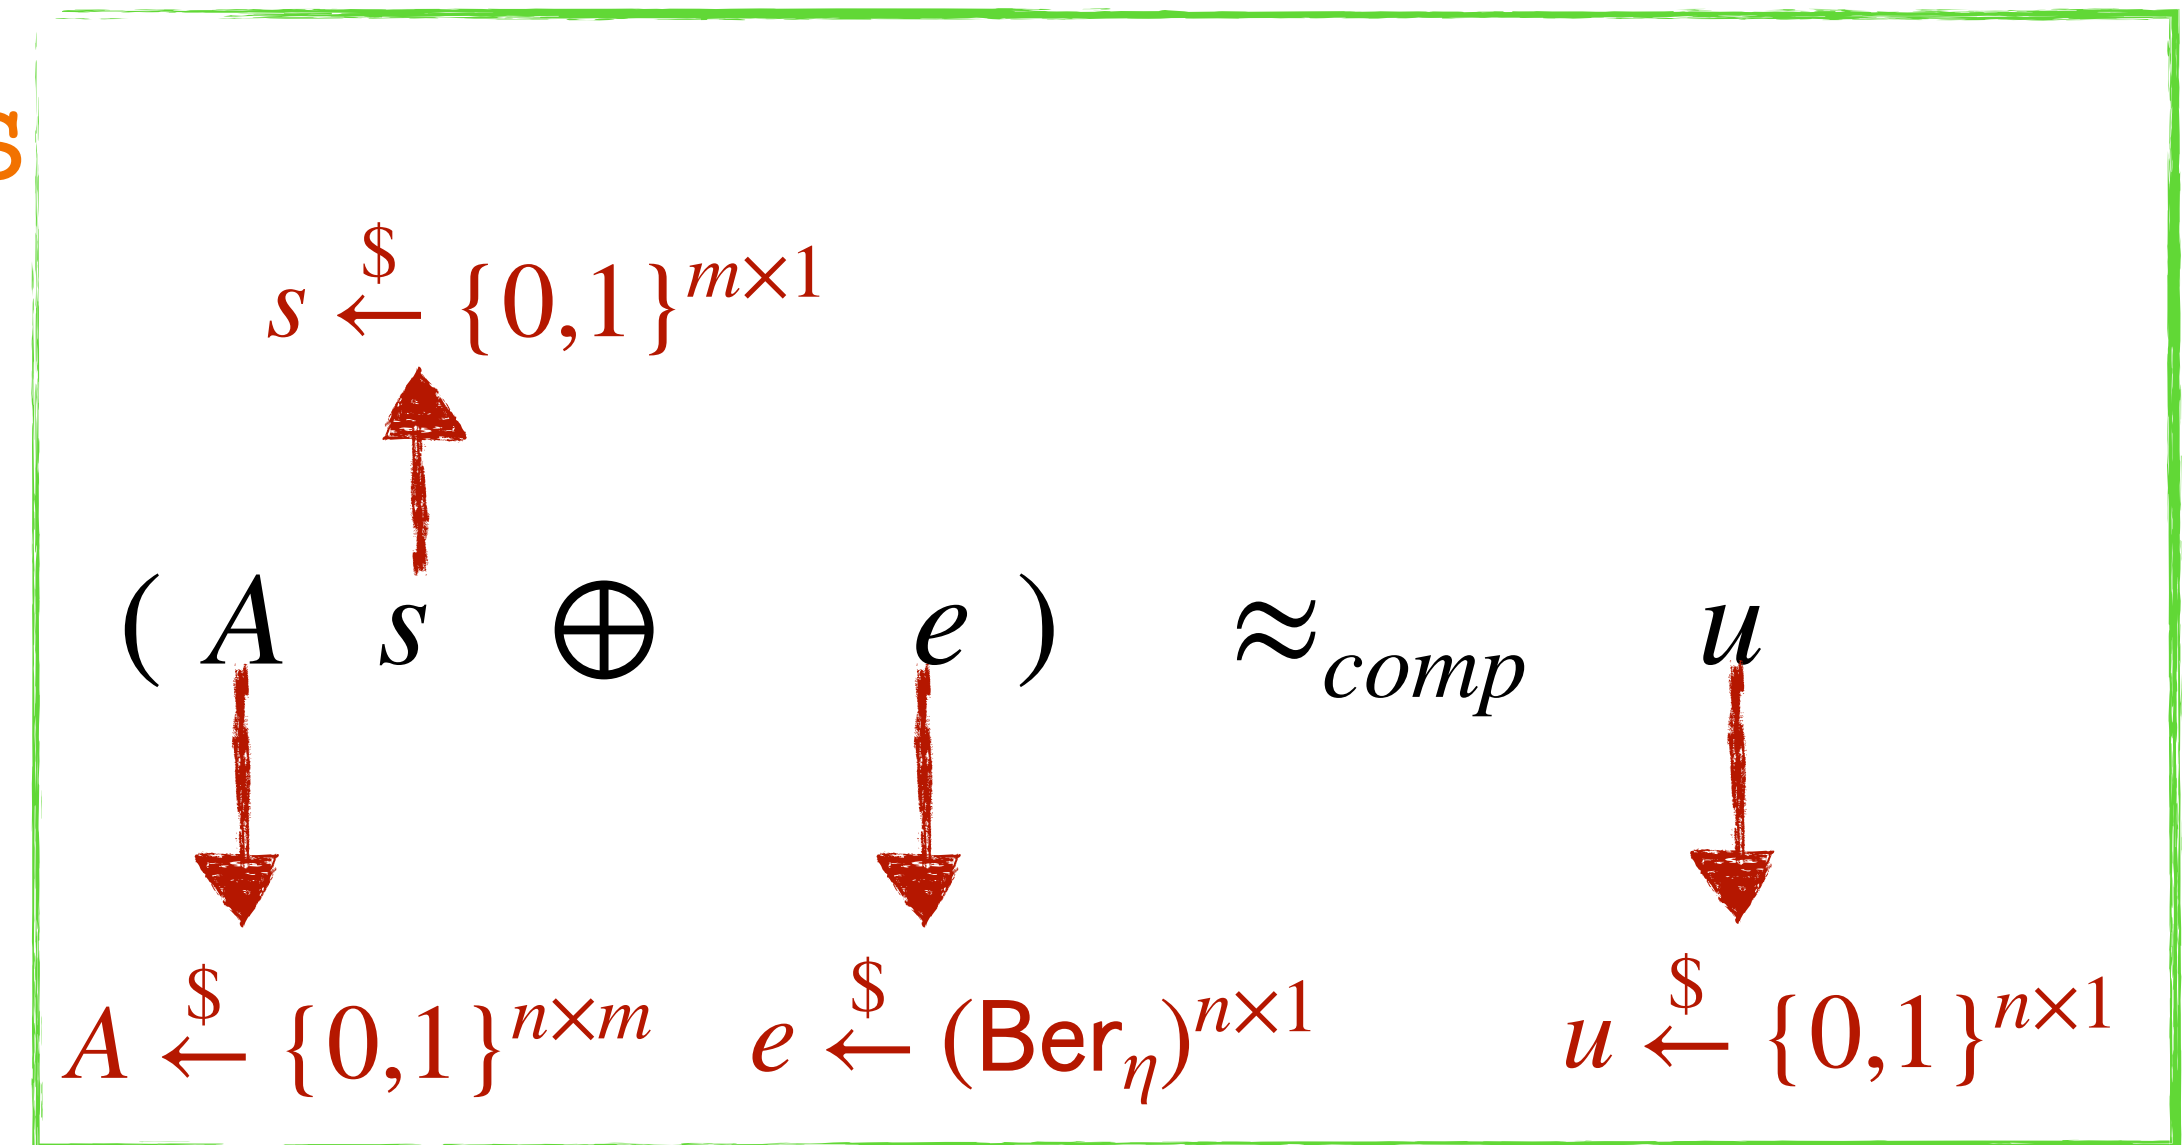 s
s $← {0,1}^{m×1}
( A s ⊕ e ) ≈_{comp} u
A $← {0,1}^{n×m} e $← (Ber_η)^{n×1} u $← {0,1}^{n×1}